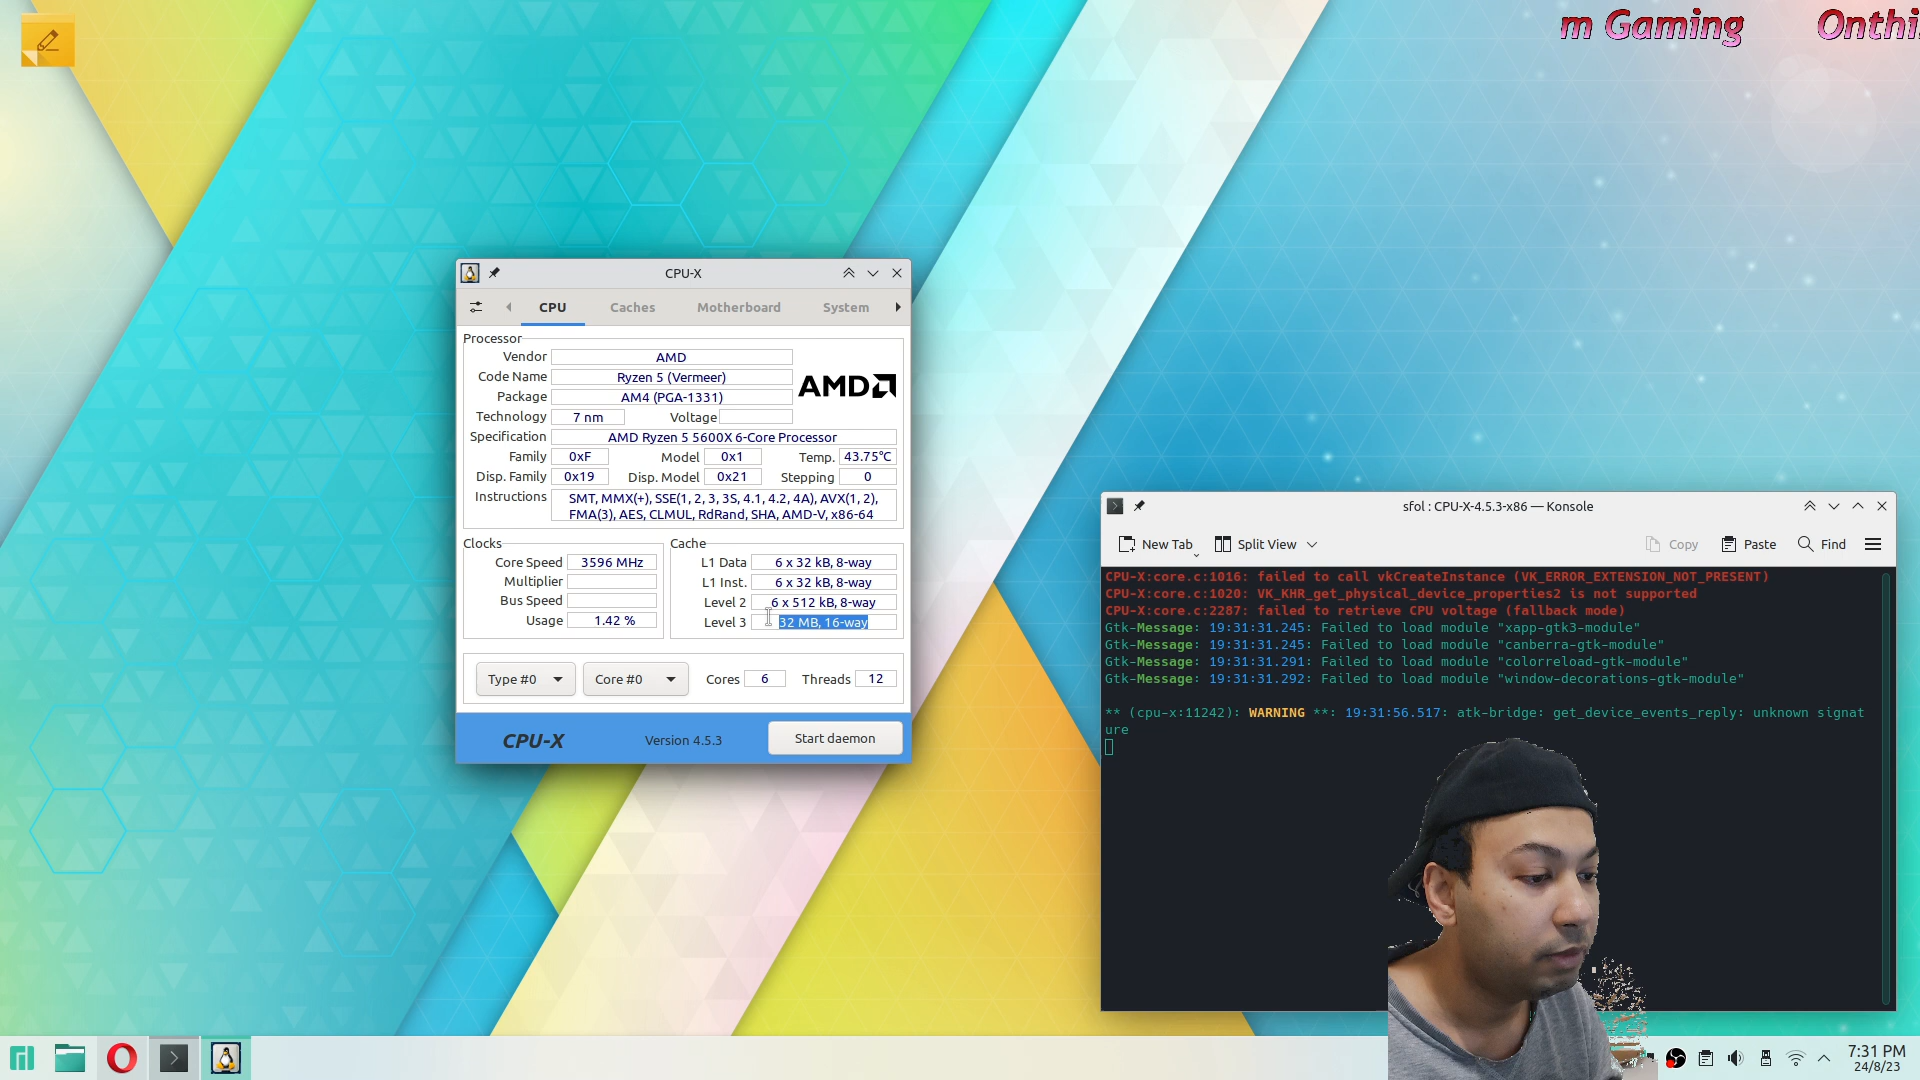 m Gaming Onthi
CPU-X
CPU Caches Motherboard System
Processor
Vendor AMD
Code Name Ryzen 5 (Vermeer)
Package AM4 (PGA-1331)
AMD
Technology 7 nm Voltage
Specification AMD Ryzen 5 5600X 6-Core Processor
Family 0xF Model 0x1 Temp. 43.75°C
Disp. Family 0x19 Disp. Model 0x21 Stepping 0
Instructions SMT, MMX(+), SSE(1, 2, 3, 3S, 4.1, 4.2, 4A), AVX(1, 2),
FMA(3), AES, CLMUL, RdRand, SHA, AMD-V, x86-64
Clocks
Core Speed 3596 MHz
Multiplier
Bus Speed
Usage 1.42 %
Cache
L1 Data 6 x 32 kB, 8-way
L1 Inst. 6 x 32 kB, 8-way
Level 2 6 x 512 kB, 8-way
Level 3 32 MB, 16-way
Type #0 Core #0 Cores 6 Threads 12
CPU-X Version 4.5.3 Start daemon
sfol : CPU-X-4.5.3-x86 — Konsole
New Tab Split View Copy Paste Find
CPU-X:core.c:1016: failed to call vkCreateInstance (VK_ERROR_EXTENSION_NOT_PRESENT)
CPU-X:core.c:1020: VK_KHR_get_physical_device_properties2 is not supported
CPU-X:core.c:2287: failed to retrieve CPU voltage (fallback mode)
Gtk-Message: 19:31:31.245: Failed to load module "xapp-gtk3-module"
Gtk-Message: 19:31:31.245: Failed to load module "canberra-gtk-module"
Gtk-Message: 19:31:31.291: Failed to load module "colorreload-gtk-module"
Gtk-Message: 19:31:31.292: Failed to load module "window-decorations-gtk-module"
** (cpu-x:11242): WARNING **: 19:31:56.517: atk-bridge: get_device_events_reply: unknown signat
ure
7:31 PM
24/8/23